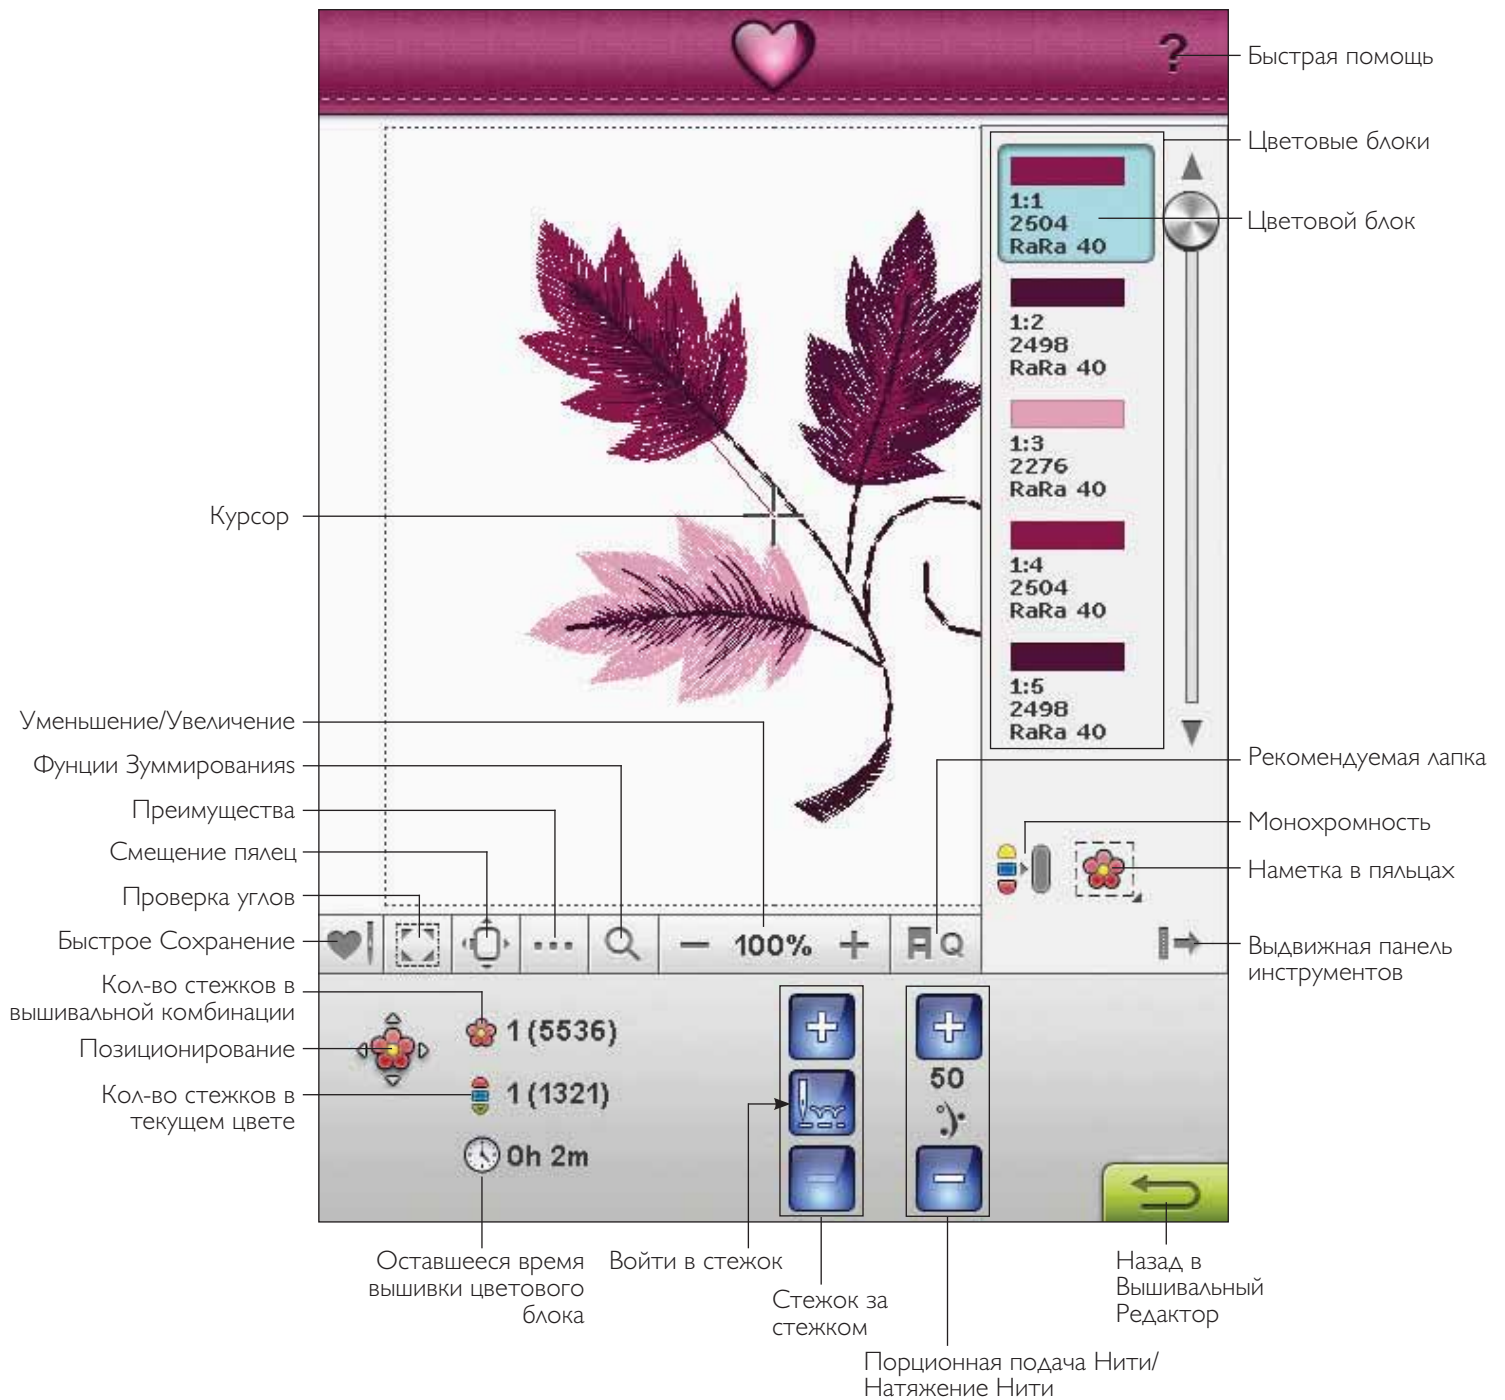 ?
Быстрая помощь
Цветовые блоки
1:1
2504
RaRa 40
Цветовой блок
1:2
2498
RaRa 40
1:3
2276
RaRa 40
1:4
2504
RaRa 40
1:5
2498
RaRa 40
Курсор
Уменьшение/Увеличение
Фунции Зуммированияs
Преимущества
Смещение пялец
Проверка углов
Быстрое Сохранение
Кол-во стежков в
вышивальной комбинации
Позиционирование
Кол-во стежков в
текущем цвете
Рекомендуемая лапка
Монохромность
Наметка в пяльцах
Выдвижная панель
инструментов
100%
Q
1 (5536)
1 (1321)
0h 2m
50
Оставшееся время
вышивки цветового
блока
Войти в стежок
Стежок за
стежком
Порционная подача Нити/
Натяжение Нити
Назад в
Вышивальный
Редактор